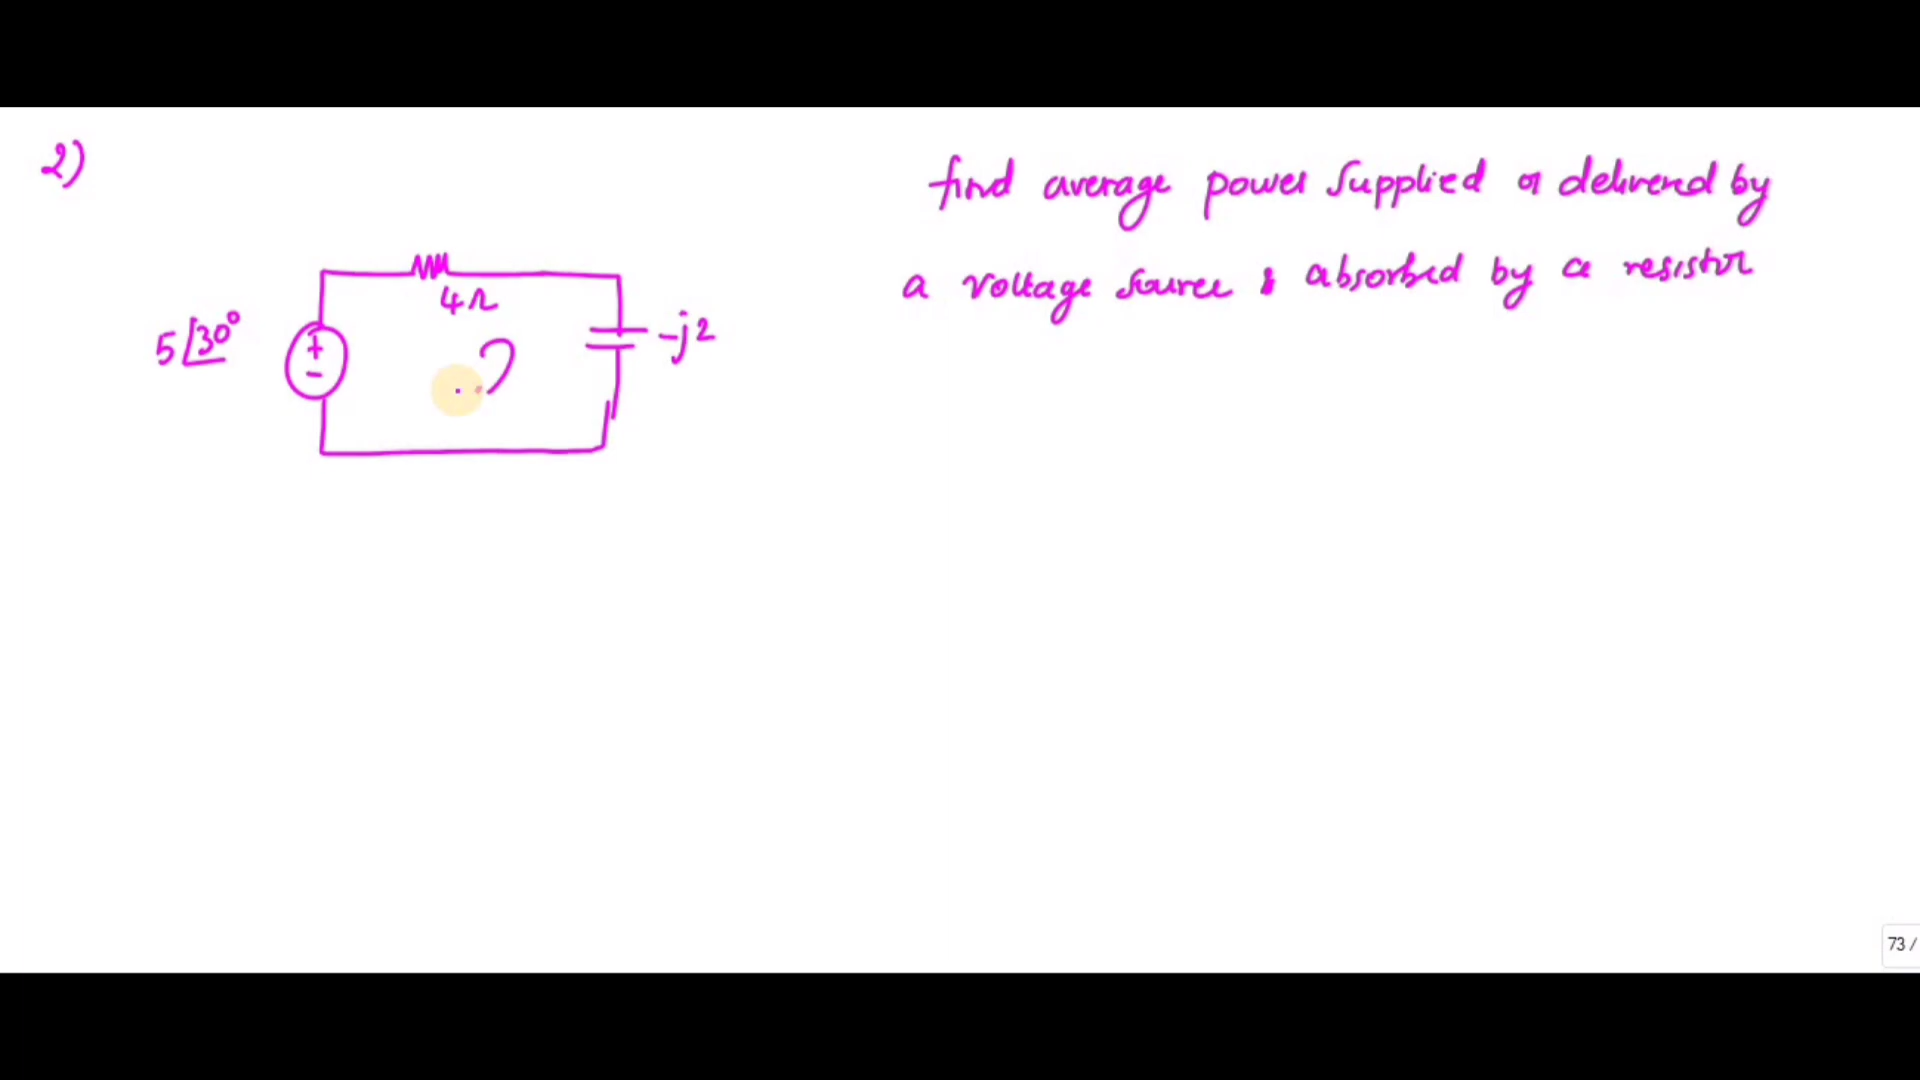 2)
find average power supplied or delivered by
a voltage source & absorbed by a resistor
4Ω
5∠30°
+
-
-j2
73 /